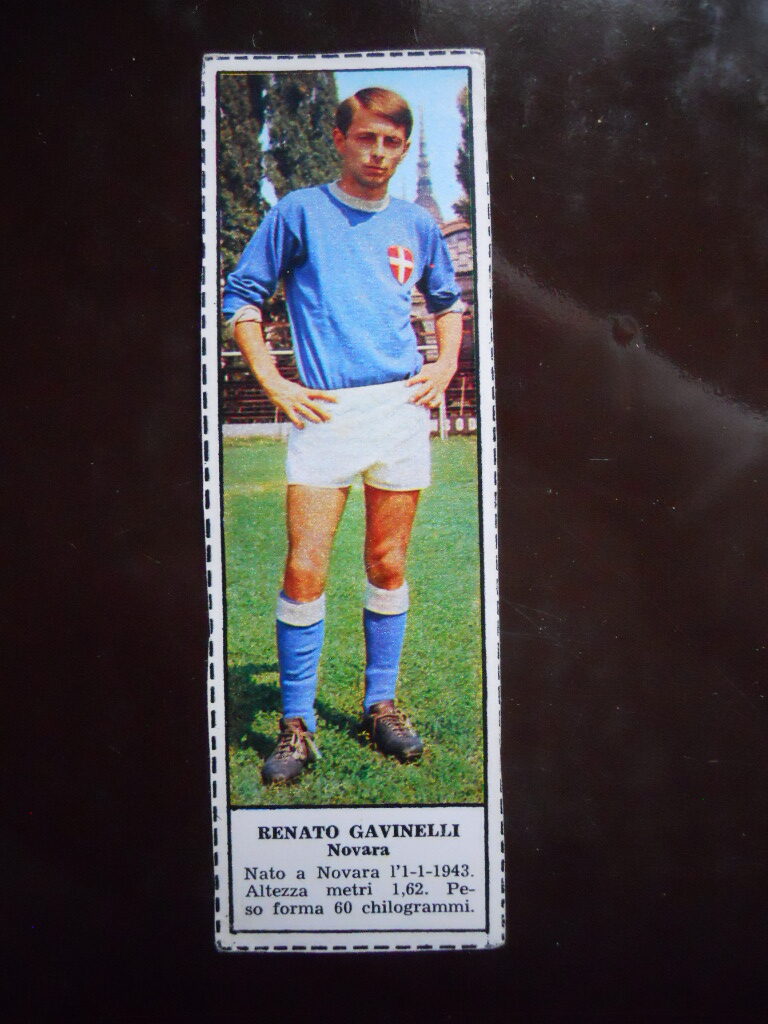 RENATO GAVINELLI
Novara
Nato a Novara l'1-1-1943.
Altezza metri 1,62. Pe-
so forma 60 chilogrammi.